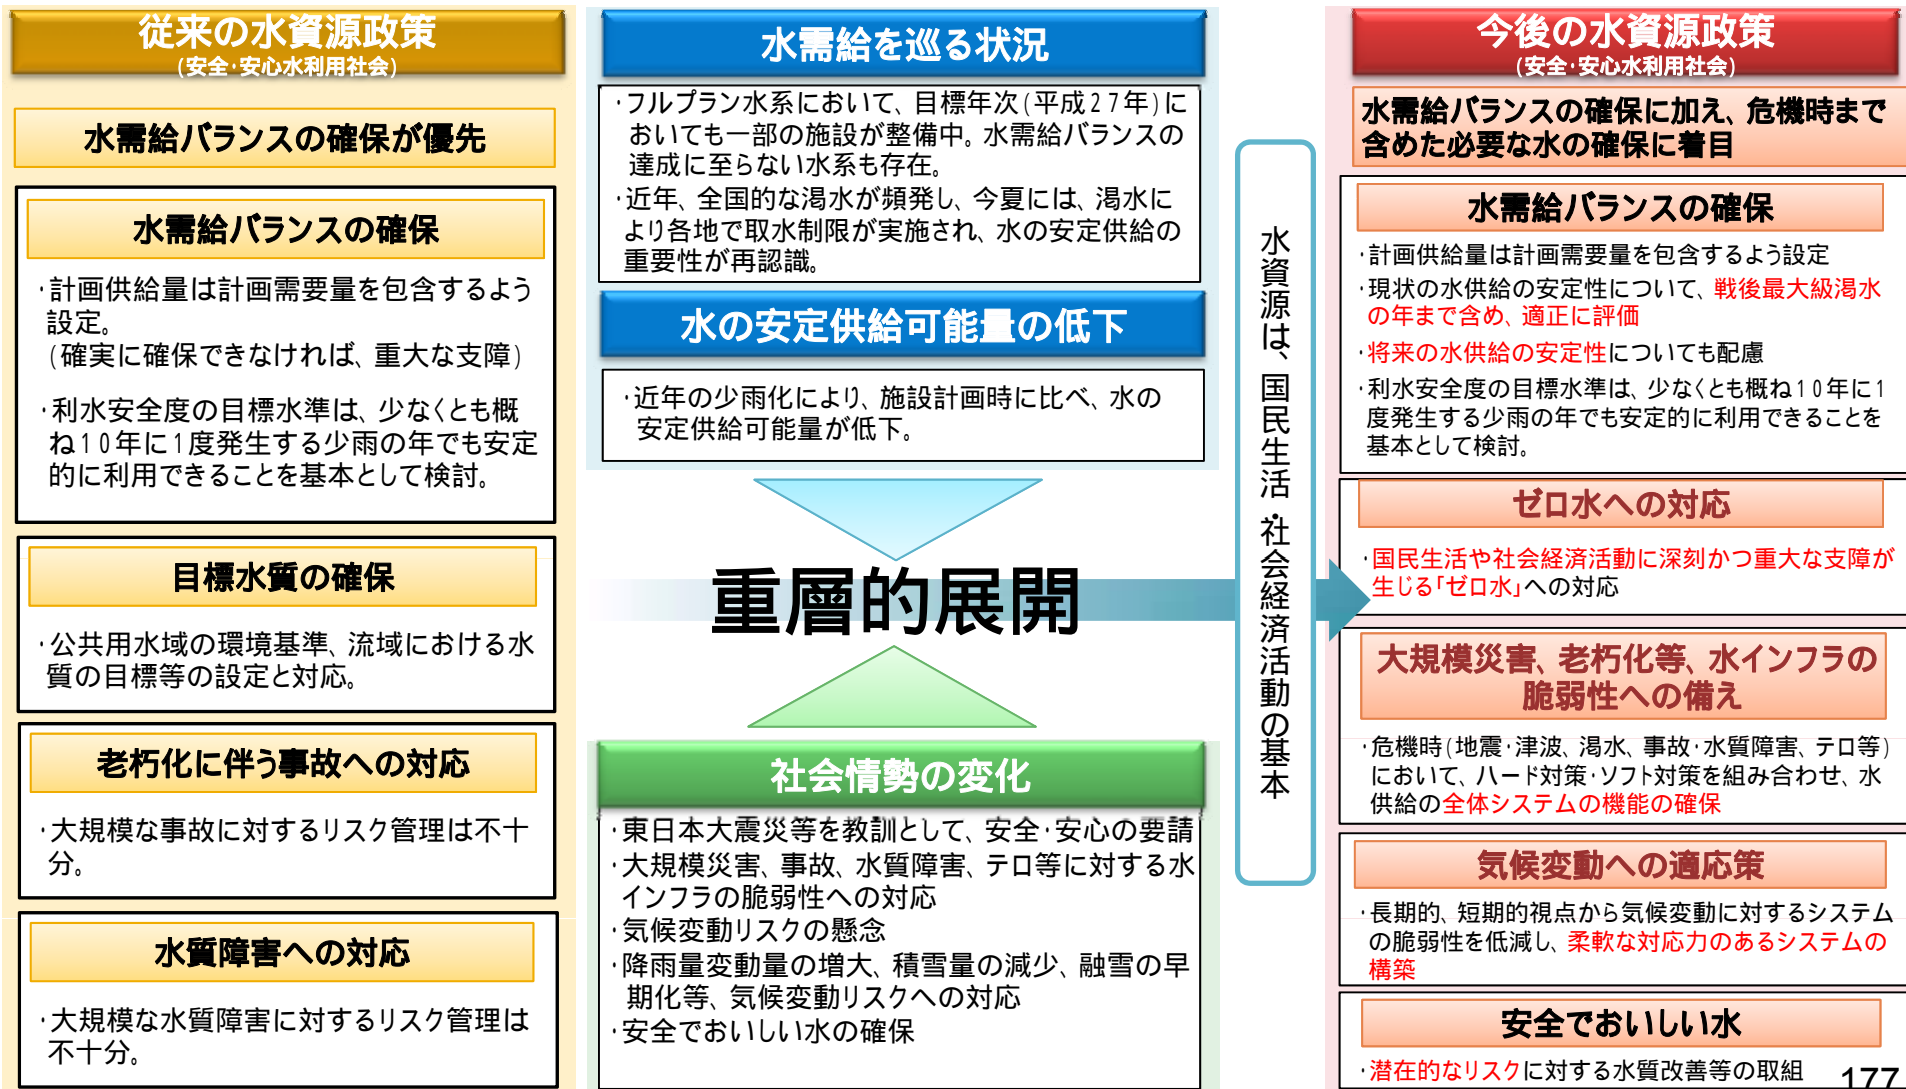 従来の水資源政策
(安全・安心水利用社会)
水需給バランスの確保が優先
水需給バランスの確保
・計画供給量は計画需要量を包含するよう
設定。
(確実に確保できなければ、重大な支障)
・利水安全度の目標水準は、少なくとも概
ね10年に1度発生する少雨の年でも安定
的に利用できることを基本として検討。
目標水質の確保
・公共用水域の環境基準、流域における水
質の目標等の設定と対応。
老朽化に伴う事故への対応
・大規模な事故に対するリスク管理は不十
分。
水質障害への対応
・大規模な水質障害に対するリスク管理は
不十分。
水需給を巡る状況
・フルプラン水系において、目標年次(平成27年)に
おいても一部の施設が整備中。水需給バランスの
達成に至らない水系も存在。
・近年、全国的な渇水が頻発し、今夏には、渇水に
より各地で取水制限が実施され、水の安定供給の
重要性が再認識。
水の安定供給可能量の低下
・近年の少雨化により、施設計画時に比べ、水の
安定供給可能量が低下。
重層的展開
社会情勢の変化
・東日本大震災等を教訓として、安全・安心の要請
・大規模災害、事故、水質障害、テロ等に対する水
インフラの脆弱性への対応
・気候変動リスクの懸念
・降雨量変動量の増大、積雪量の減少、融雪の早
期化等、気候変動リスクへの対応
・安全でおいしい水の確保
水資源は、国民生活・社会経済活動の基本
今後の水資源政策
(安全・安心水利用社会)
水需給バランスの確保に加え、危機時まで
含めた必要な水の確保に着目
水需給バランスの確保
・計画供給量は計画需要量を包含するよう設定
・現状の水供給の安定性について、戦後最大級渇水
の年まで含め、適正に評価
・将来の水供給の安定性についても配慮
・利水安全度の目標水準は、少なくとも概ね10年に1
度発生する少雨の年でも安定的に利用できることを
基本として検討。
ゼロ水への対応
・国民生活や社会経済活動に深刻かつ重大な支障が
生じる「ゼロ水」への対応
大規模災害、老朽化等、水インフラの
脆弱性への備え
・危機時(地震・津波、渇水、事故・水質障害、テロ等)
において、ハード対策・ソフト対策を組み合わせ、水
供給の全体システムの機能の確保
気候変動への適応策
・長期的、短期的視点から気候変動に対するシステム
の脆弱性を低減し、柔軟な対応力のあるシステムの
構築
安全でおいしい水
・潜在的なリスクに対する水質改善等の取組
177